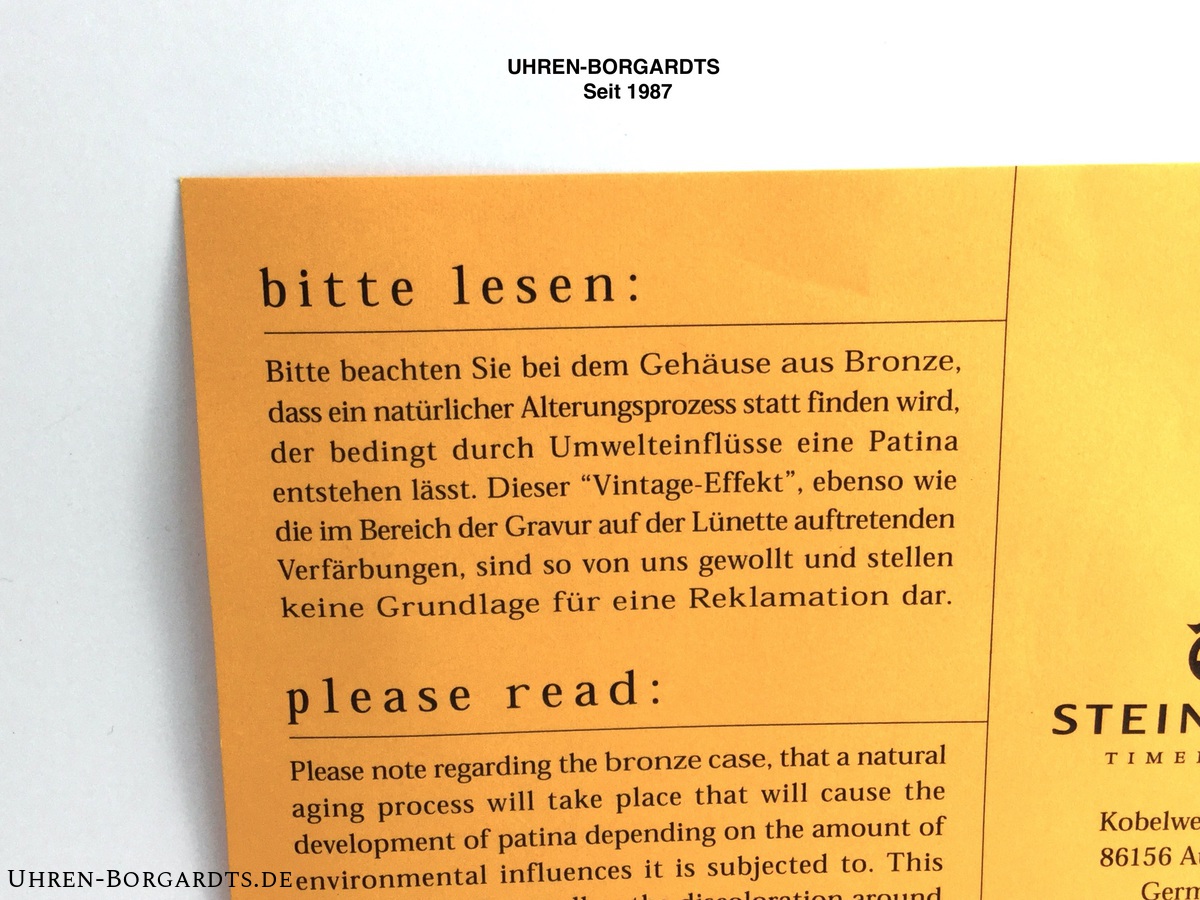 UHREN-BORGARDTS
Seit 1987
bitte lesen:
Bitte beachten Sie bei dem Gehäuse aus Bronze,
dass ein natürlicher Alterungsprozess statt finden wird,
der bedingt durch Umwelteinflüsse eine Patina
entstehen lässt. Dieser “Vintage-Effekt”, ebenso wie
die im Bereich der Gravur auf der Lünette auftretenden
Verfärbungen, sind so von uns gewollt und stellen
keine Grundlage für eine Reklamation dar.
please read:
Please note regarding the bronze case, that a natural
aging process will take place that will cause the
development of patina depending on the amount of
environmental influences it is subjected to. This
the discoloration around
STEIN
TIME
Kobelwe
86156 A
Germ
UHREN-BORGARDTS.DE